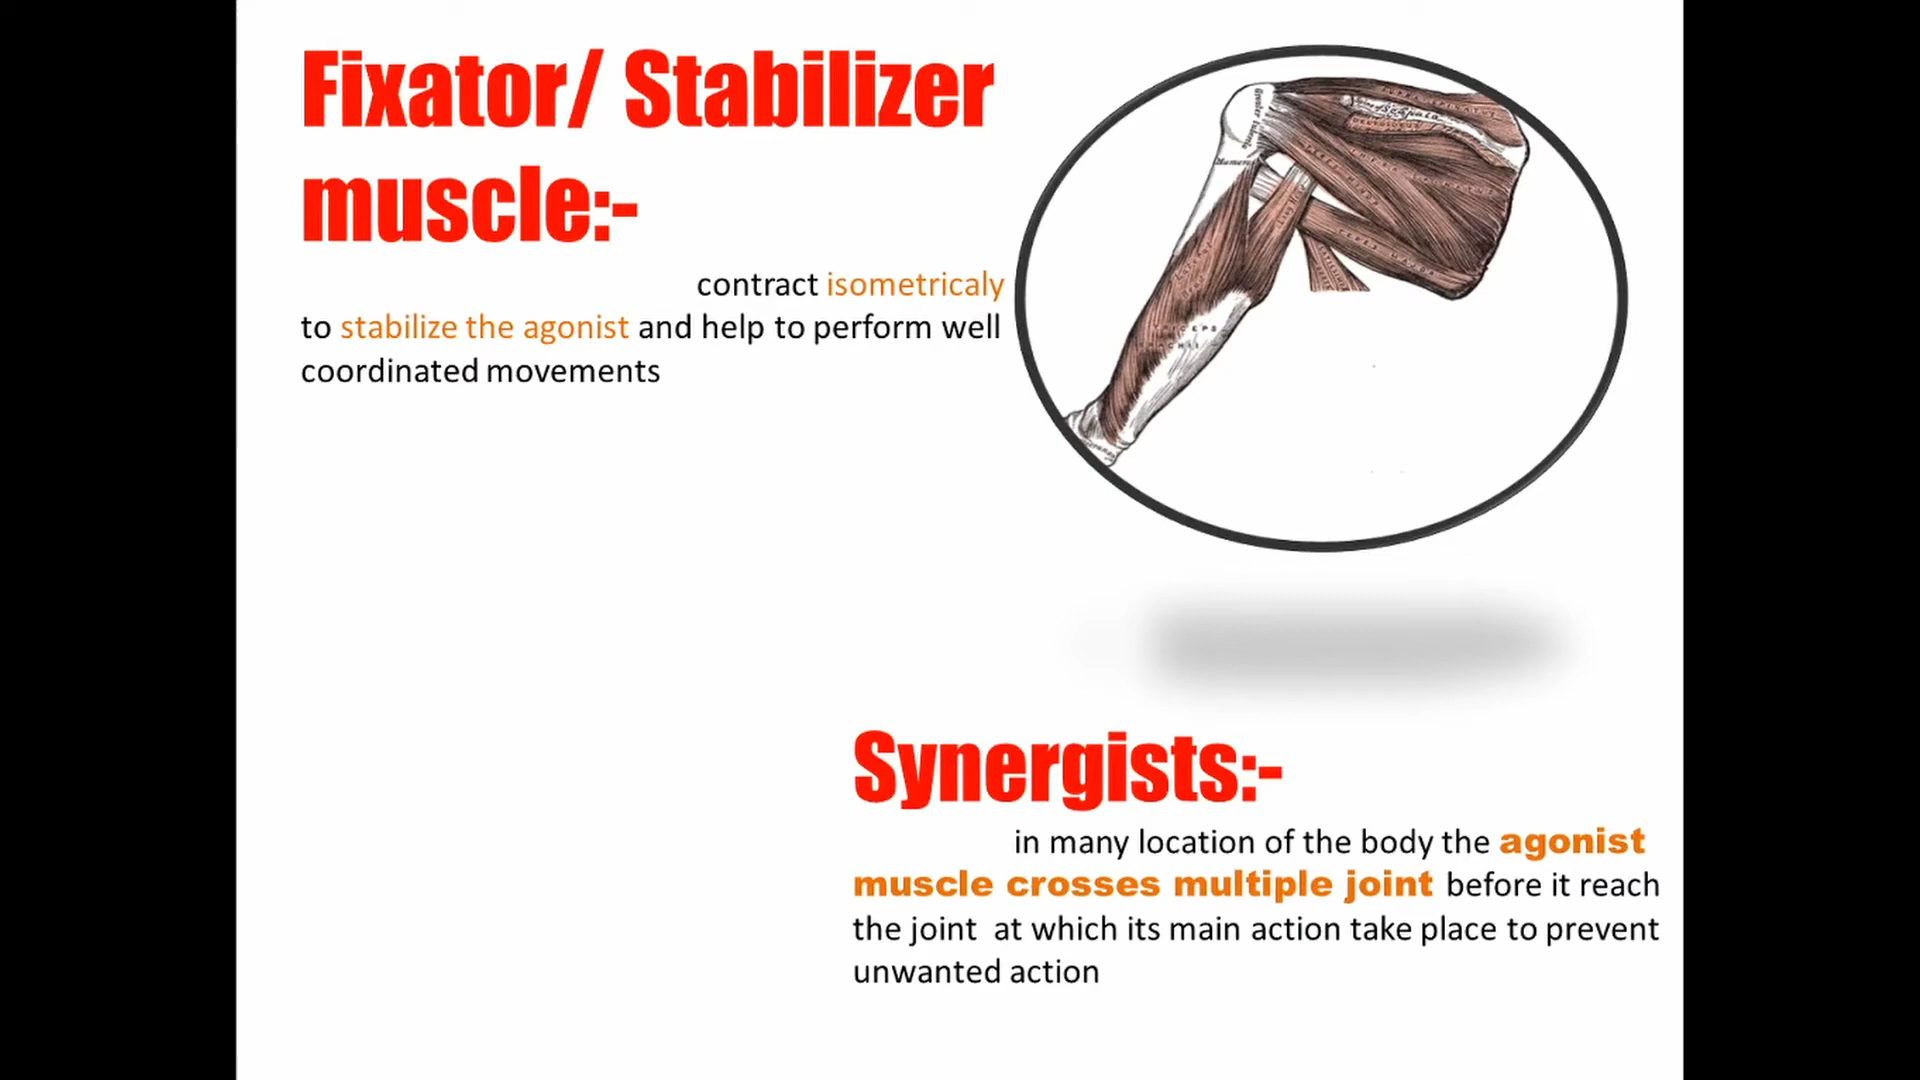 Fixator/ Stabilizer
muscle:-
contract isometricaly
to stabilize the agonist and help to perform well
coordinated movements
Synergists:-
in many location of the body the agonist
muscle crosses multiple joint before it reach
the joint at which its main action take place to prevent
unwanted action